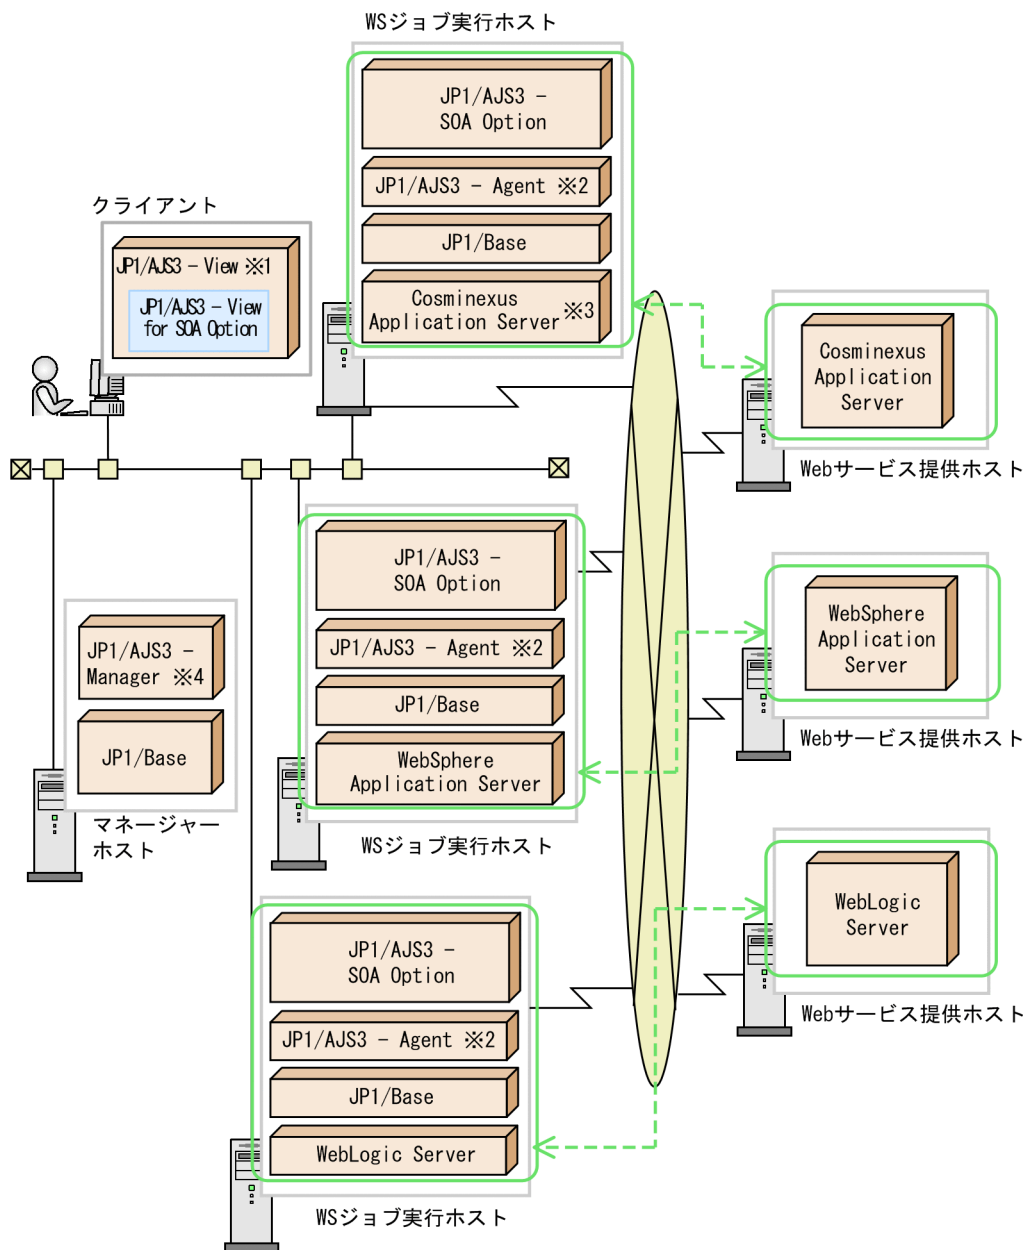 WSジョブ実行ホスト
JP1/AJS3 -
SOA Option
JP1/AJS3 - Agent ※2
JP1/Base
Cosminexus
Application Server※3
クライアント
JP1/AJS3 - View ※1
JP1/AJS3 - View
for SOA Option
Cosminexus
Application
Server
Webサービス提供ホスト
JP1/AJS3 -
SOA Option
JP1/AJS3 - Agent ※2
JP1/Base
WebSphere
Application Server
WSジョブ実行ホスト
WebSphere
Application
Server
Webサービス提供ホスト
JP1/AJS3 -
Manager ※4
JP1/Base
マネージャー
ホスト
JP1/AJS3 -
SOA Option
JP1/AJS3 - Agent ※2
JP1/Base
WebLogic Server
WSジョブ実行ホスト
WebLogic
Server
Webサービス提供ホスト